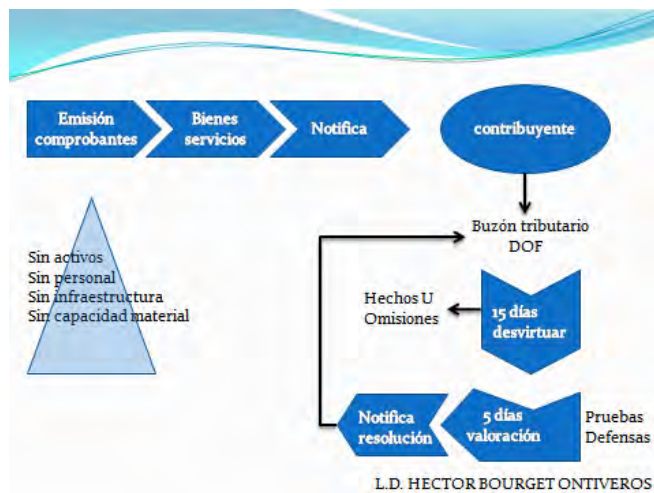 Emisión
comprobantes
Bienes
servicios
Notifica
contribuyente
Sin activos
Sin personal
Sin infraestructura
Sin capacidad material
Buzón tributario
DOF
Hechos U
Omisiones
15 días
desvirtuar
Notifica
resolución
5 días
valoración
Pruebas
Defensas
L.D. HECTOR BOURGET ONTIVEROS